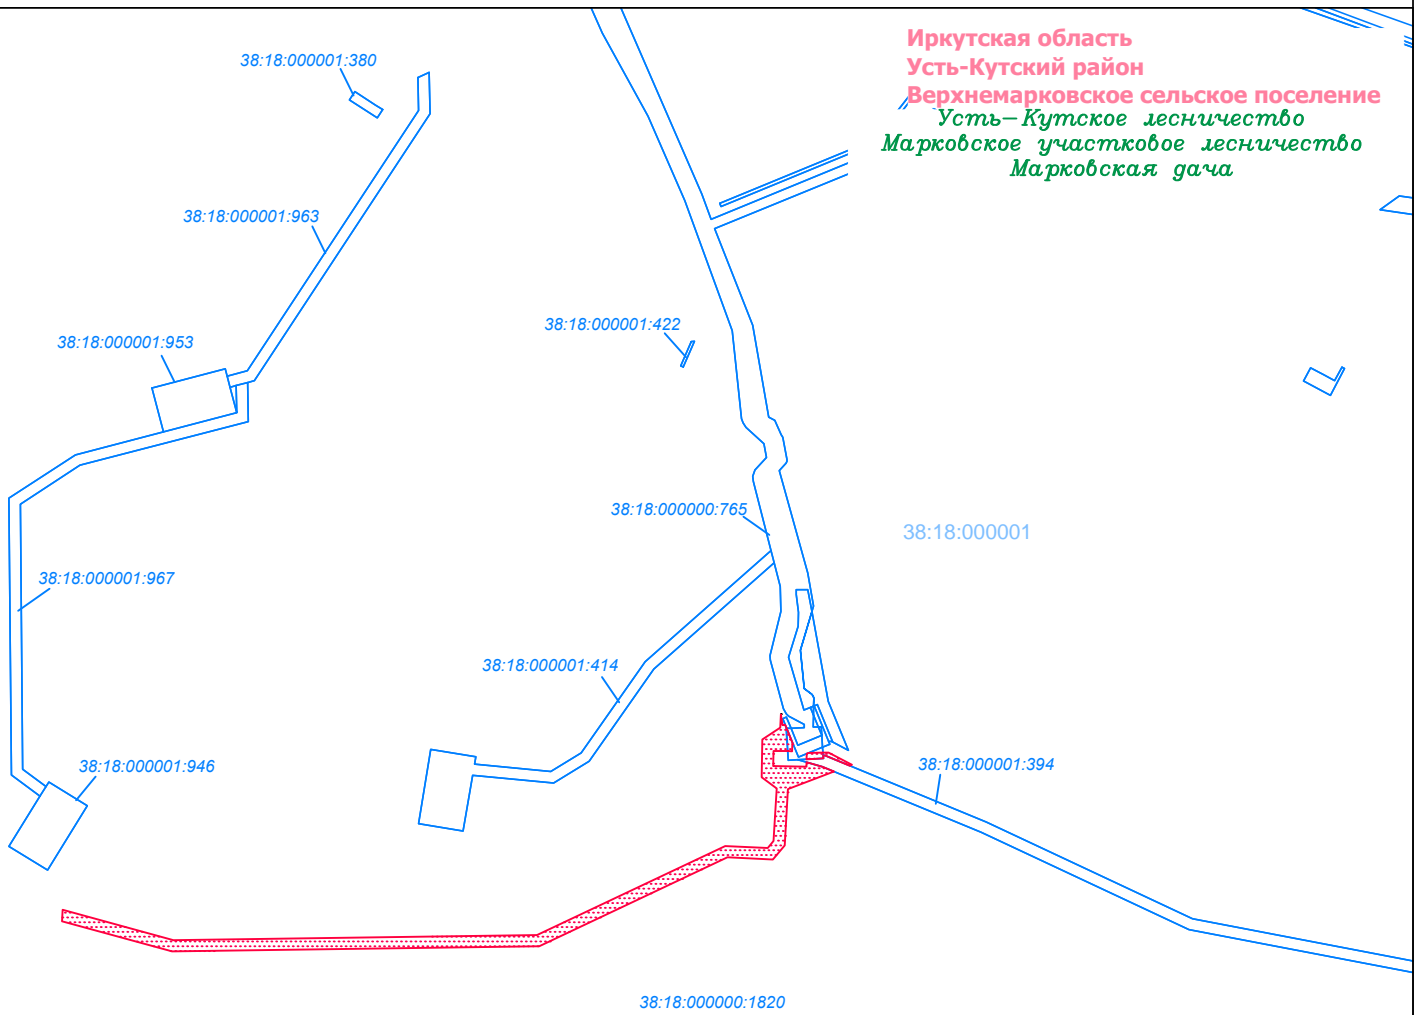 Иркутская область
Усть-Кутский район
Верхнемарковское сельское поселение
Усть-Кутское лесничество
Марковское участковое лесничество
Марковская дача
38:18:000001:380
38:18:000001:963
38:18:000001:422
38:18:000001:953
38:18:000000:765
38:18:000001
38:18:000001:967
38:18:000001:414
38:18:000001:946
38:18:000001:394
38:18:000000:1820